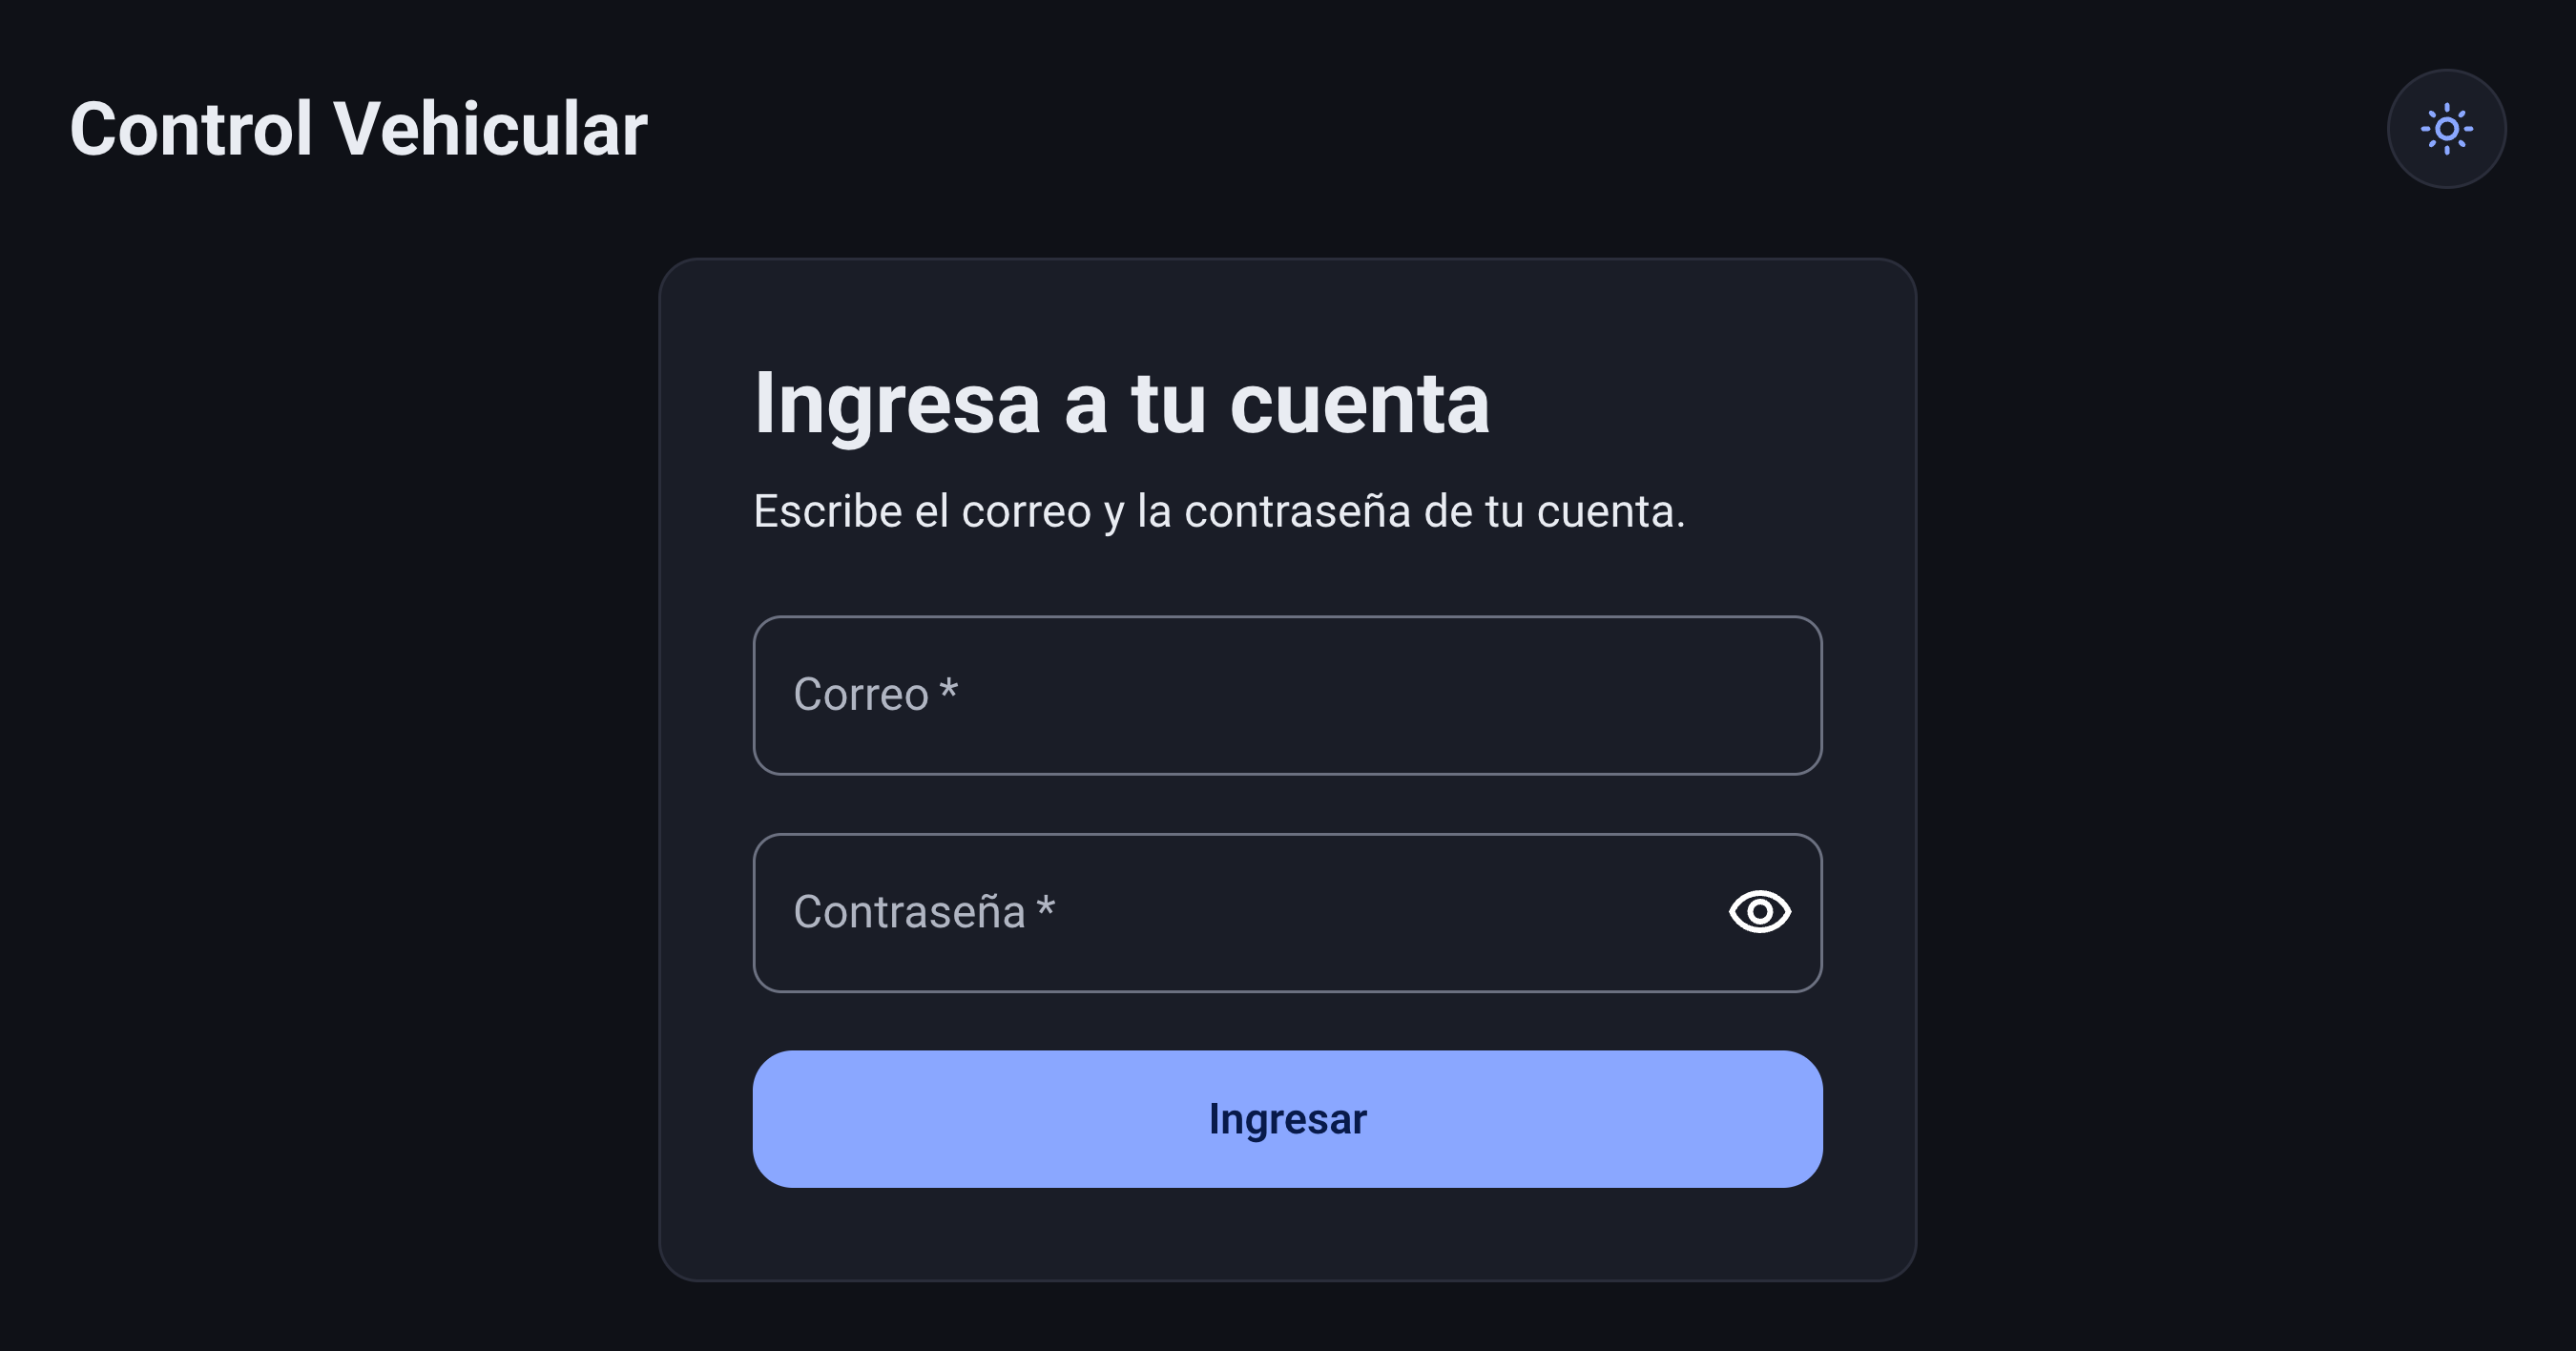 Control Vehicular
Ingresa a tu cuenta
Escribe el correo y la contraseña de tu cuenta.
Correo *
Contraseña *
Ingresar